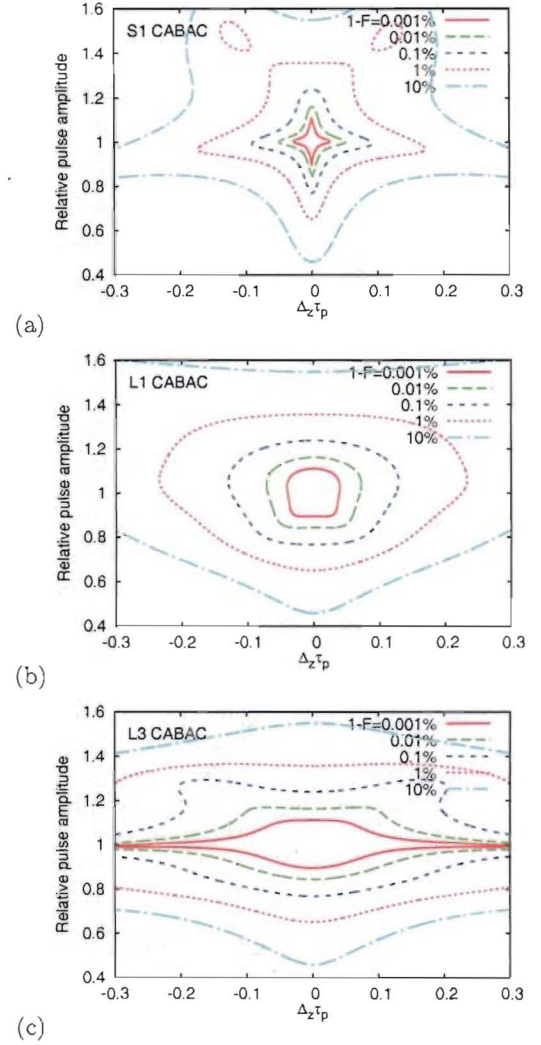 1.6
S1 CABAC
1-F=0.001%
0.01%
0.1%
1%
10%
1.4
1.2
1
0.8
0.6
0.4
Relative pulse amplitude
-0.3 -0.2 -0.1 0 0.1 0.2 0.3
Δzτp
(a)
1.6
L1 CABAC
1-F=0.001%
0.01%
0.1%
1%
10%
1.4
1.2
1
0.8
0.6
0.4
Relative pulse amplitude
-0.3 -0.2 -0.1 0 0.1 0.2 0.3
Δzτp
(b)
1.6
L3 CABAC
1-F=0.001%
0.01%
0.1%
1%
10%
1.4
1.2
1
0.8
0.6
0.4
Relative pulse amplitude
-0.3 -0.2 -0.1 0 0.1 0.2 0.3
Δzτp
(c)